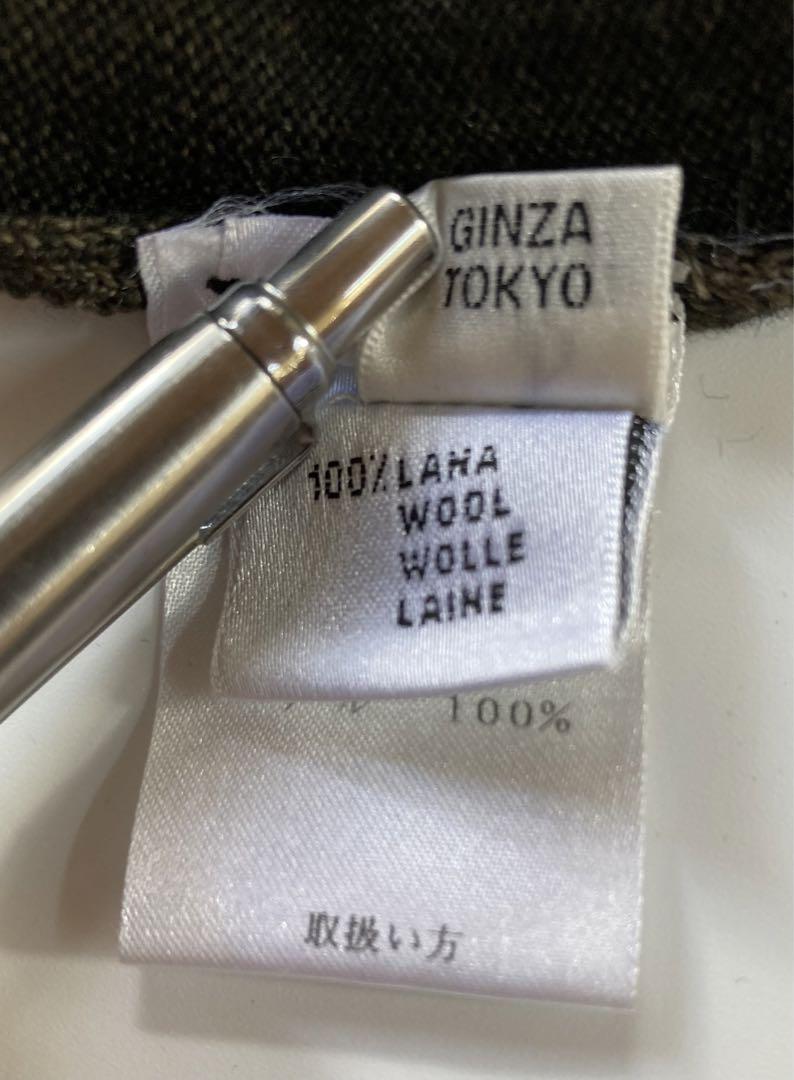 GINZA
TOKYO
100% LANA
WOOL
WOLLE
LAINE
100%
取扱い方